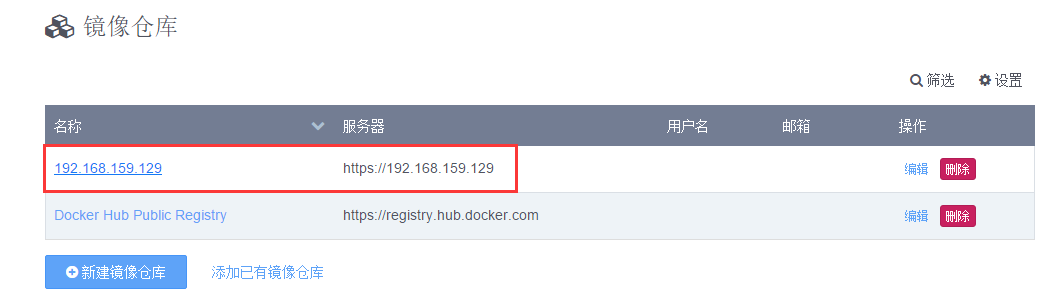 镜像仓库
筛选 设置
名称 服务器 用户名 邮箱 操作
192.168.159.129 https://192.168.159.129 编辑 删除
Docker Hub Public Registry https://registry.hub.docker.com 编辑 删除
新建镜像仓库 添加已有镜像仓库